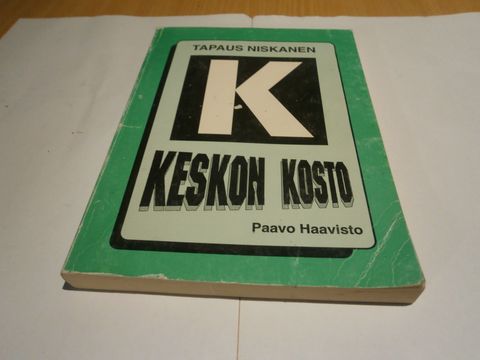 TAPAUS NISKANEN
K
KESKON KOSTO
Paavo Haavisto